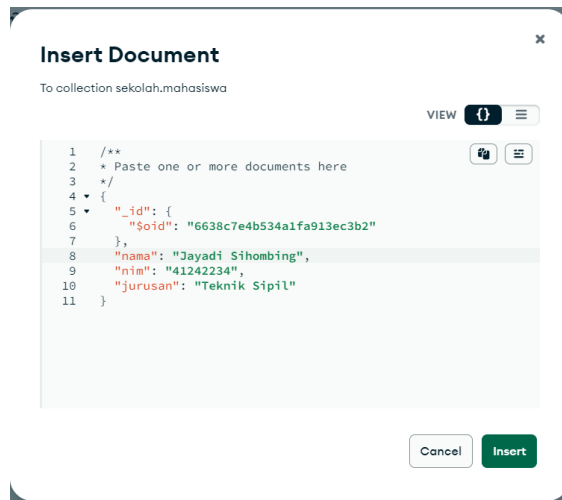 Insert Document
To collection sekolah.mahasiswa
VIEW {}
1 /**
2 * Paste one or more documents here
3 */
4 {
5 "_id": {
6 "$oid": "6638c7e4b534a1fa913ec3b2"
7 },
8 "nama": "Jayadi Sihombing",
9 "nim": "41242234",
10 "jurusan": "Teknik Sipil"
11 }
Cancel Insert